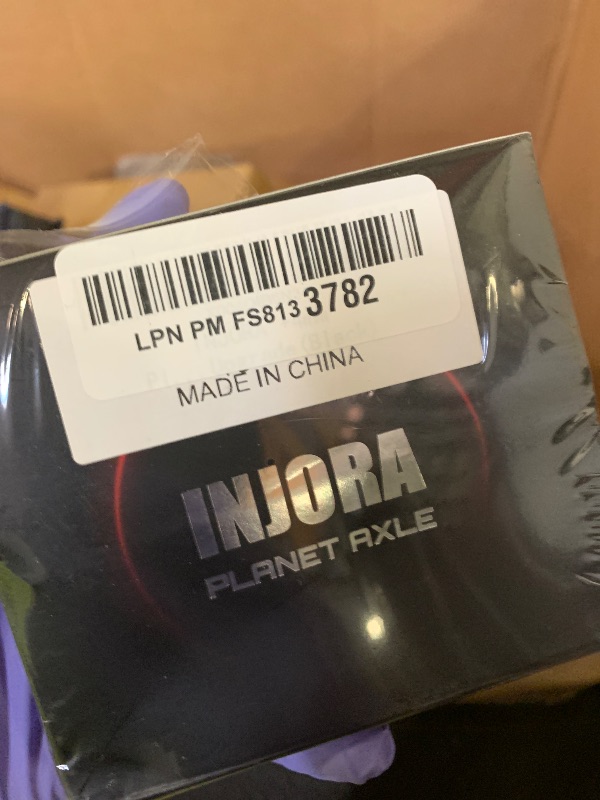 LPN PM FS813 3782
MADE IN CHINA
INJORA
PLANET AXLE